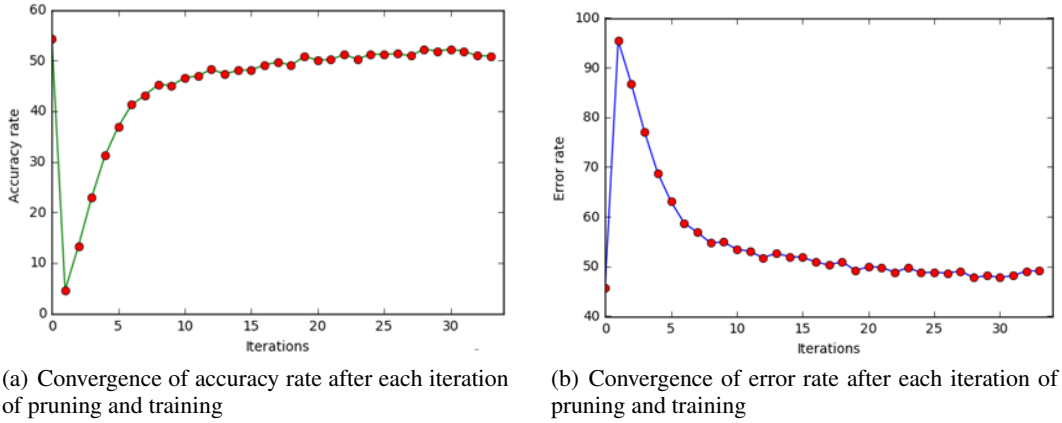 60
50
40
30
20
10
0
Accuracy rate
0 5 10 15 20 25 30
Iterations
(a) Convergence of accuracy rate after each iteration
of pruning and training
100
90
80
70
60
50
40
Error rate
0 5 10 15 20 25 30
Iterations
(b) Convergence of error rate after each iteration of
pruning and training